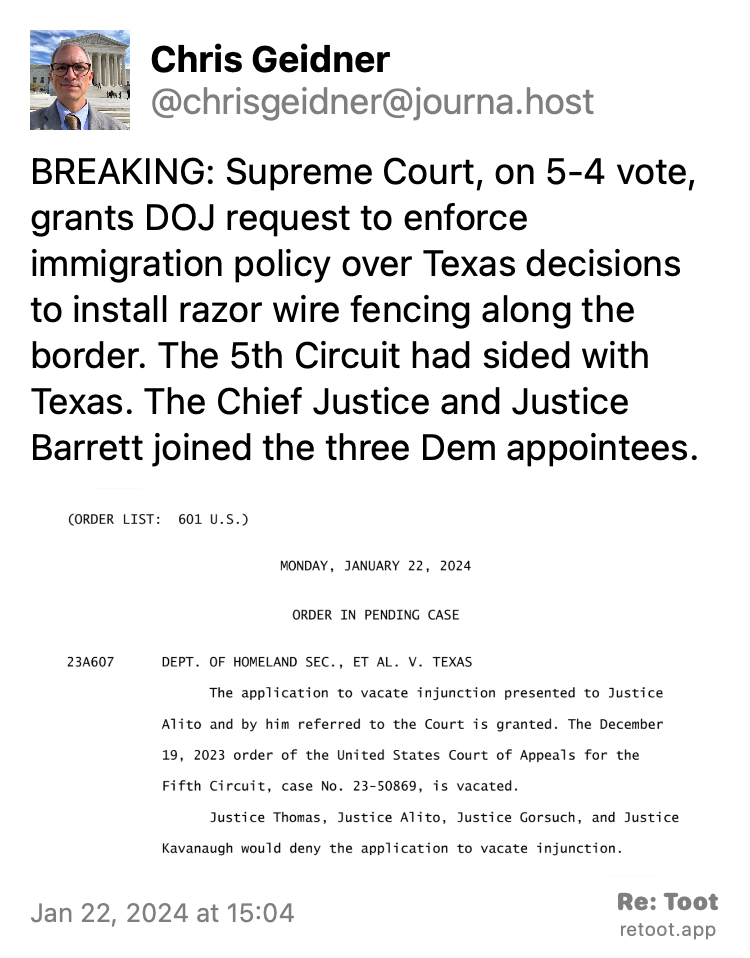 Chris Geidner
@chrisgeidner@journa.host
BREAKING: Supreme Court, on 5-4 vote,
grants DOJ request to enforce
immigration policy over Texas decisions
to install razor wire fencing along the
border. The 5th Circuit had sided with
Texas. The Chief Justice and Justice
Barrett joined the three Dem appointees.
(ORDER LIST: 601 U.S.)
MONDAY, JANUARY 22, 2024
ORDER IN PENDING CASE
23A607 DEPT. OF HOMELAND SEC., ET AL. V. TEXAS
The application to vacate injunction presented to Justice
Alito and by him referred to the Court is granted. The December
19, 2023 order of the United States Court of Appeals for the
Fifth Circuit, case No. 23-50869, is vacated.
Justice Thomas, Justice Alito, Justice Gorsuch, and Justice
Kavanaugh would deny the application to vacate injunction.
Jan 22, 2024 at 15:04
Re: Toot
retoot.app